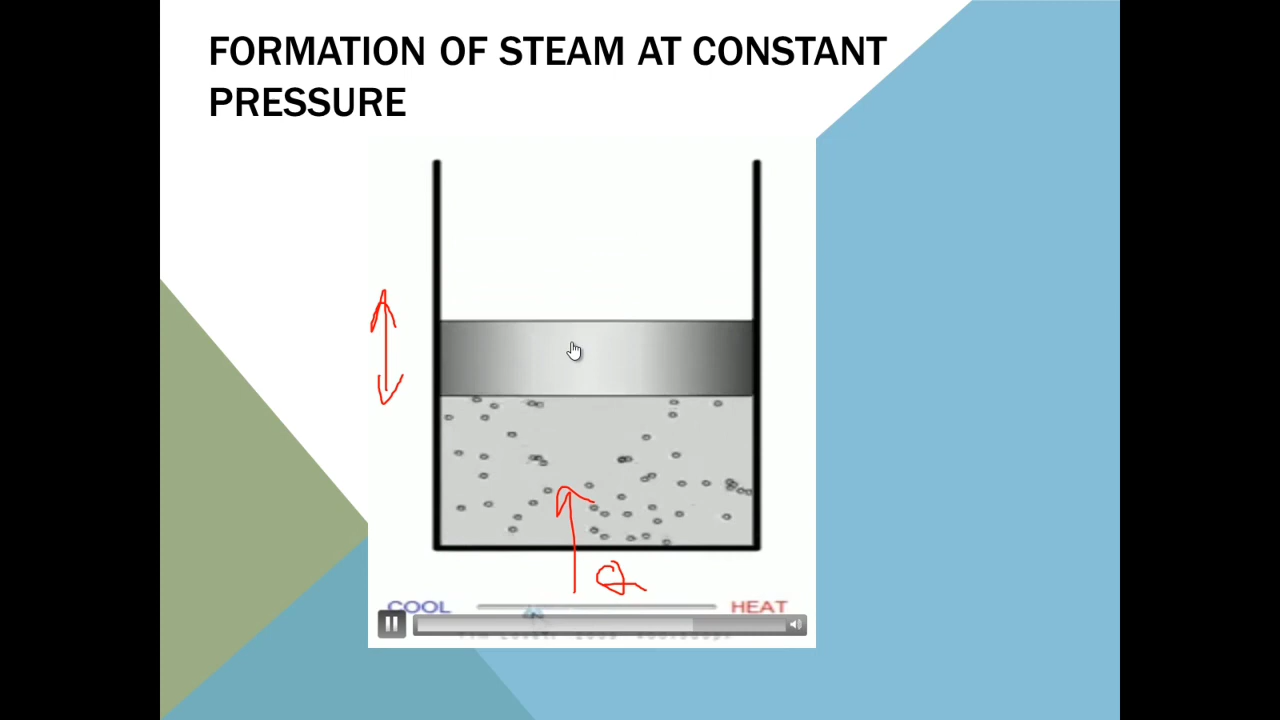 FORMATION OF STEAM AT CONSTANT
PRESSURE
Q
COOL HEAT